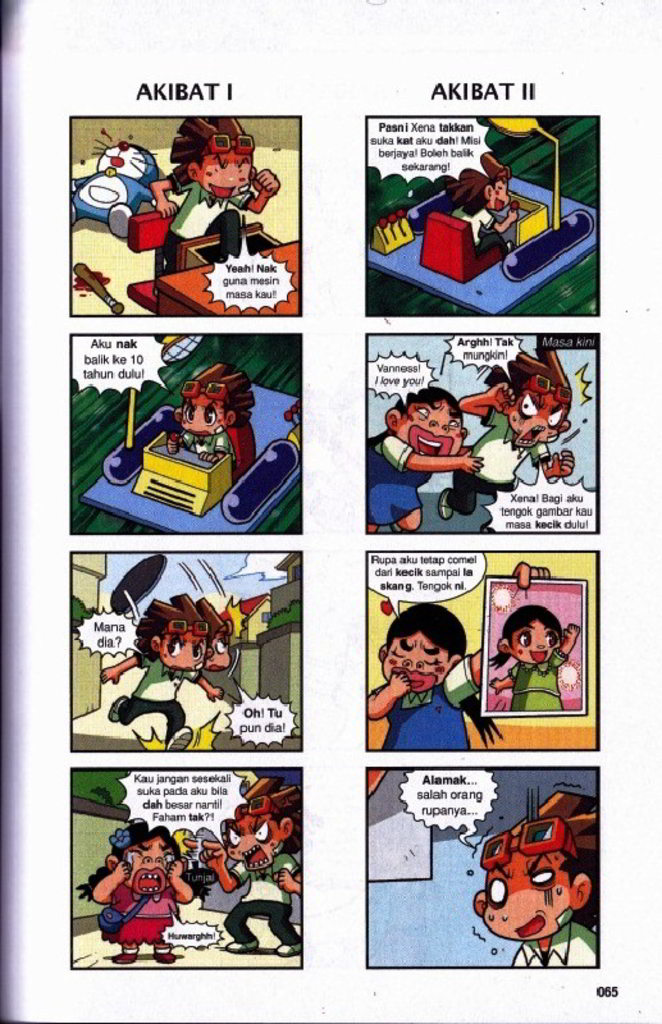 AKIBAT I
Yeah! Nak
guna mesin
masa kau!!
Aku nak
balik ke 10
tahun dulu!
Mana
dia?
Oh! Tu
pun dia!
Kau jangan sesekali
suka pada aku bila
dah besar nanti!
Faham tak?!
Tunjal
Huwarghh!
AKIBAT II
Pasni Xena takkan
suka kat aku dah! Misi
berjaya! Boleh balik
sekarang!
Masa kini
Arghh! Tak
mungkin!
Vanness!
I love you!
Xena! Bagi aku
tengok gambar kau
masa kecik dulu!
Rupa aku tetap comel
dari kecik sampai la
skang. Tengok ni.
Alamak...
salah orang
rupanya...
065